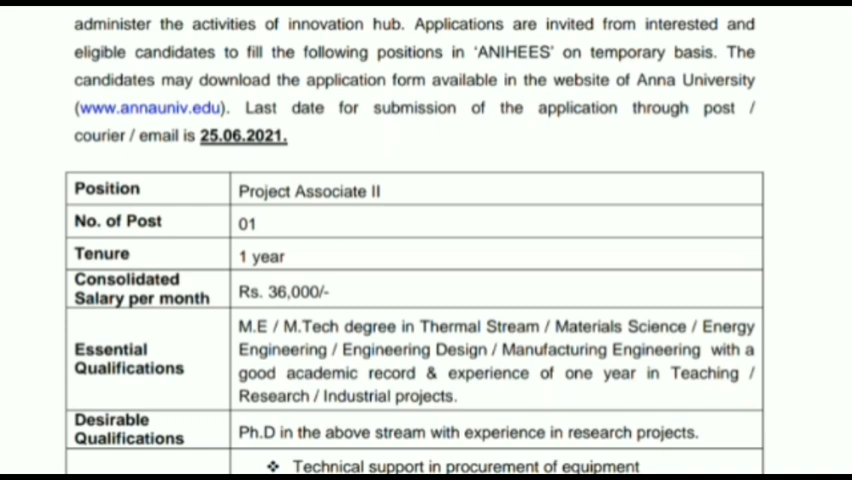 administer the activities of innovation hub. Applications are invited from interested and
eligible candidates to fill the following positions in 'ANIHEES' on temporary basis. The
candidates may download the application form available in the website of Anna University
(www.annauniv.edu). Last date for submission of the application through post /
courier / email is 25.06.2021.
Position
Project Associate II
No. of Post
01
Tenure
1 year
Consolidated
Salary per month
Rs. 36,000/-
Essential
Qualifications
M.E / M.Tech degree in Thermal Stream / Materials Science / Energy
Engineering / Engineering Design / Manufacturing Engineering with a
good academic record & experience of one year in Teaching /
Research / Industrial projects.
Desirable
Qualifications
Ph.D in the above stream with experience in research projects.
❖ Technical support in procurement of equipment